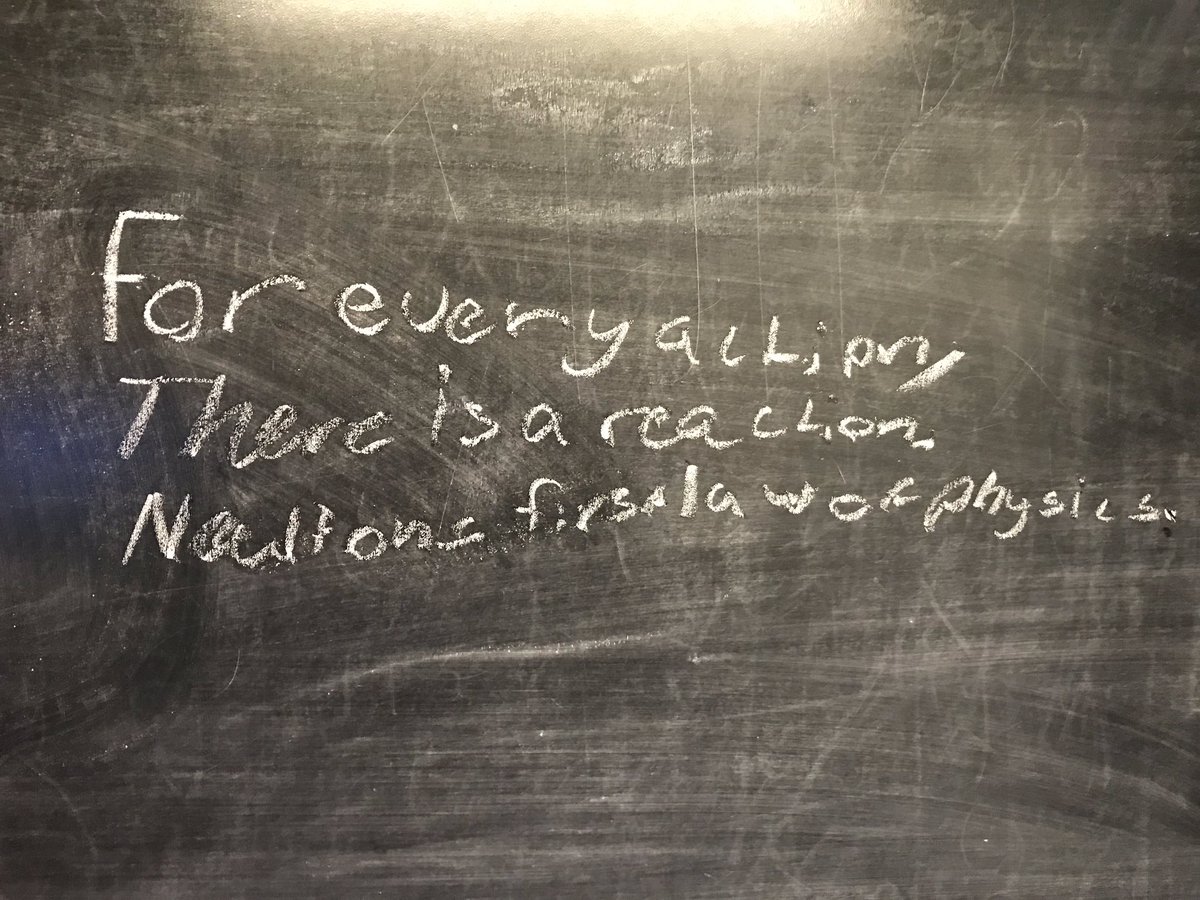 For every action,
There is a reaction
Newtons first law of physics.